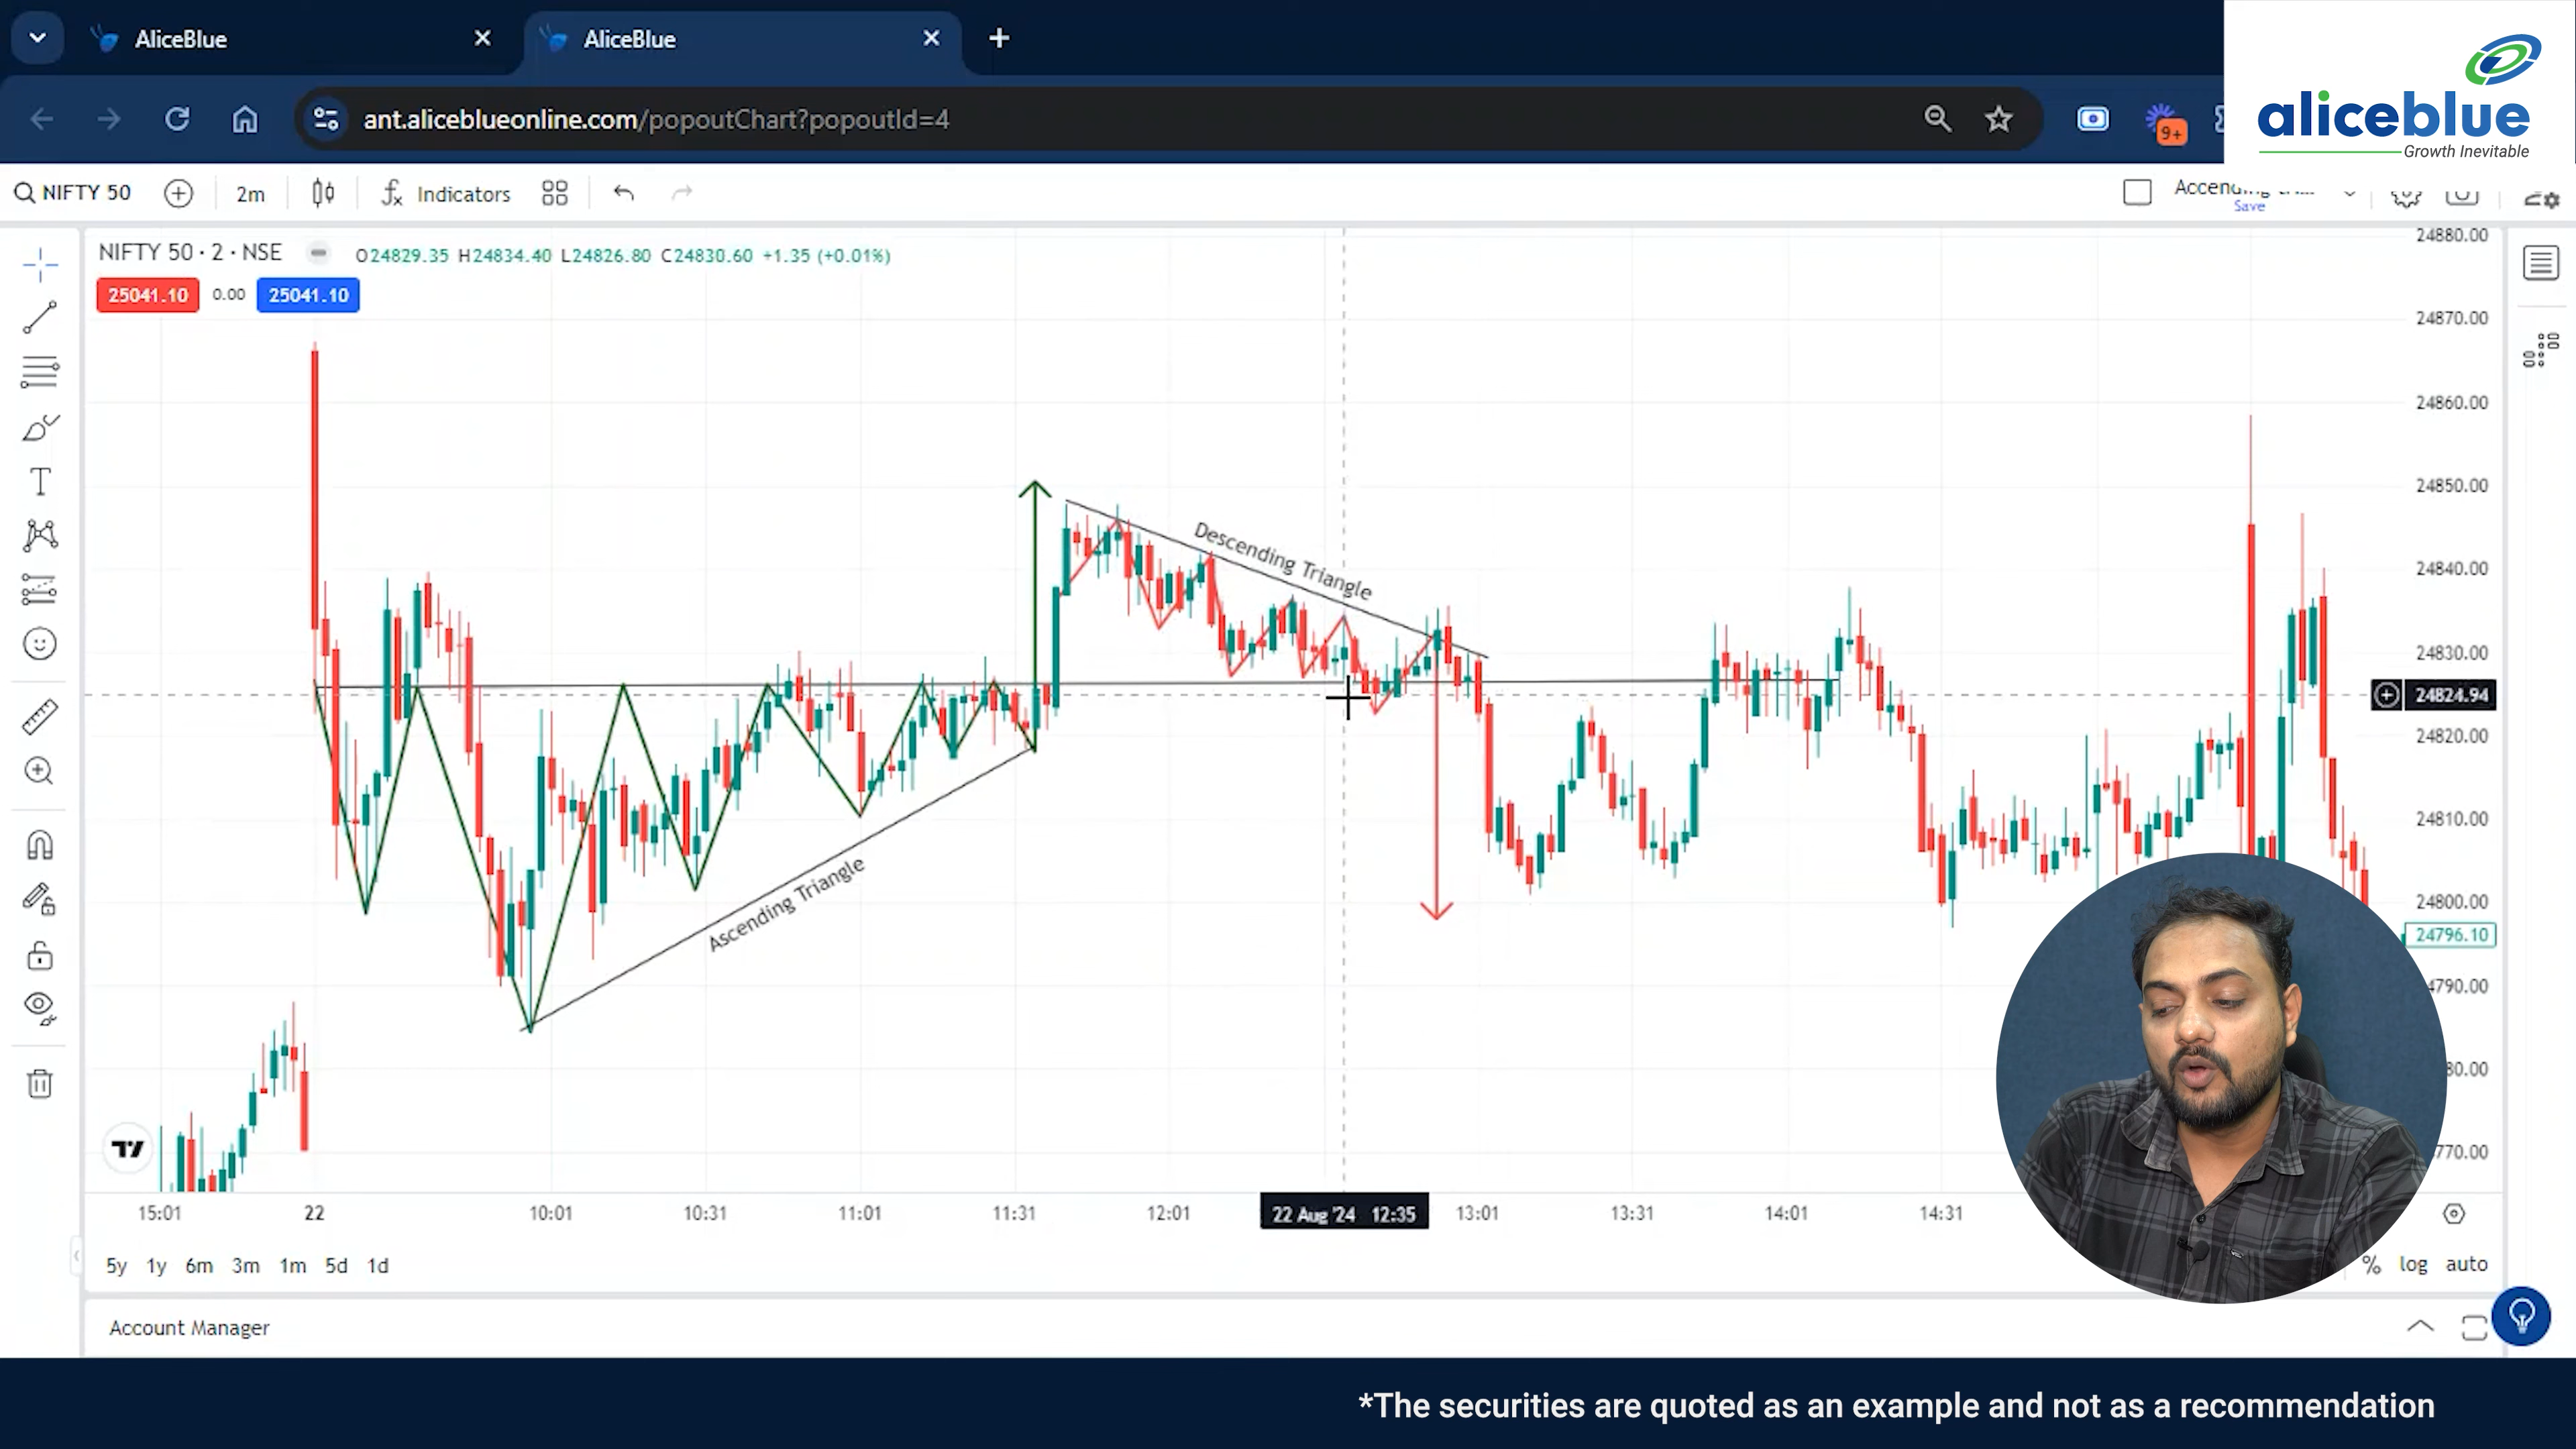 AliceBlue
AliceBlue
ant.aliceblueonline.com/popoutChart?popoutId=4
9+
aliceblue
Growth Inevitable
NIFTY 50
2m
Indicators
Save
NIFTY 50 · 2 · NSE
O24829.35 H24834.40 L24826.80 C24830.60 +1.35 (+0.01%)
25041.10 0.00 25041.10
24880.00
24870.00
24860.00
24850.00
24840.00
24830.00
24824.94
24820.00
24810.00
24800.00
24796.10
Descending Triangle
Ascending Triangle
15:01 22 10:01 10:31 11:01 11:31 12:01 22 Aug '24 12:35 13:01 13:31 14:01 14:31
5y 1y 6m 3m 1m 5d 1d
% log auto
Account Manager
*The securities are quoted as an example and not as a recommendation